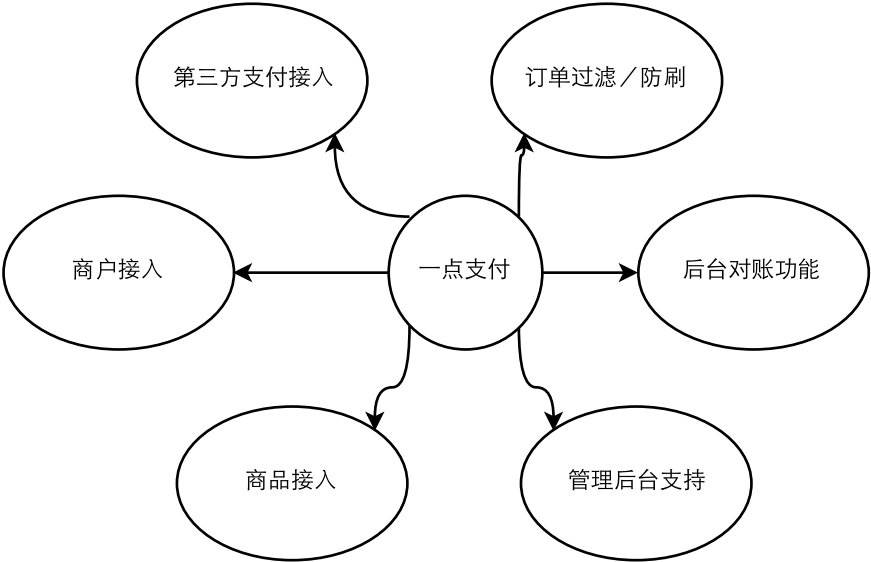 第三方支付接入
订单过滤／防刷
商户接入
一点支付
后台对账功能
商品接入
管理后台支持